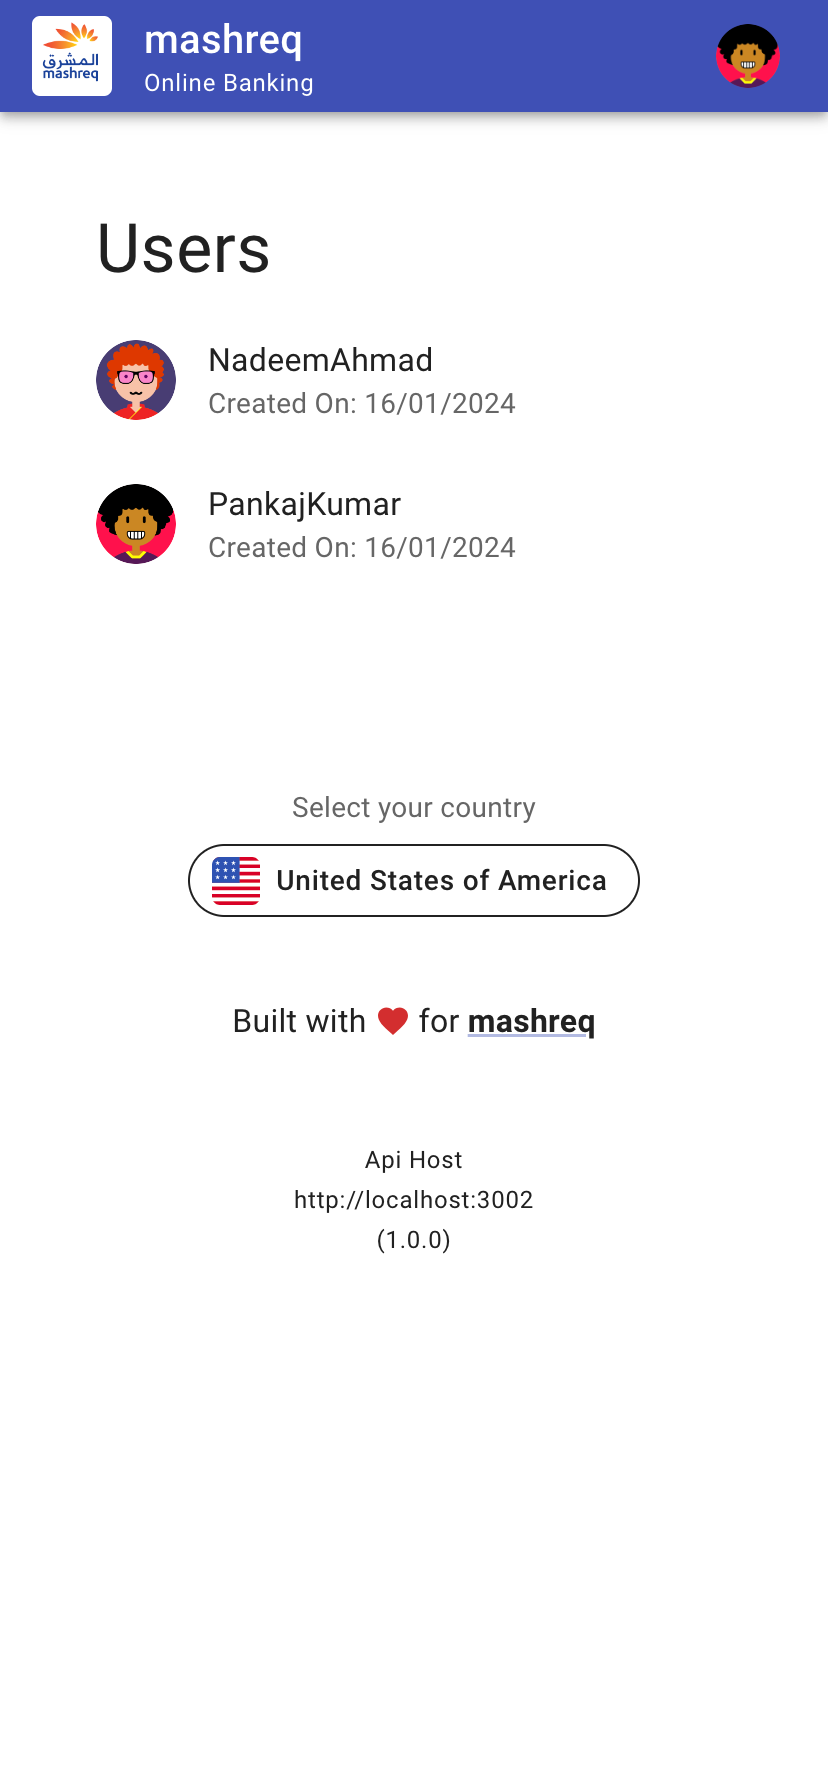 المشرق
mashreq
mashreq
Online Banking
Users
NadeemAhmad
Created On: 16/01/2024
PankajKumar
Created On: 16/01/2024
Select your country
United States of America
Built with ❤ for mashreq
Api Host
http://localhost:3002
(1.0.0)